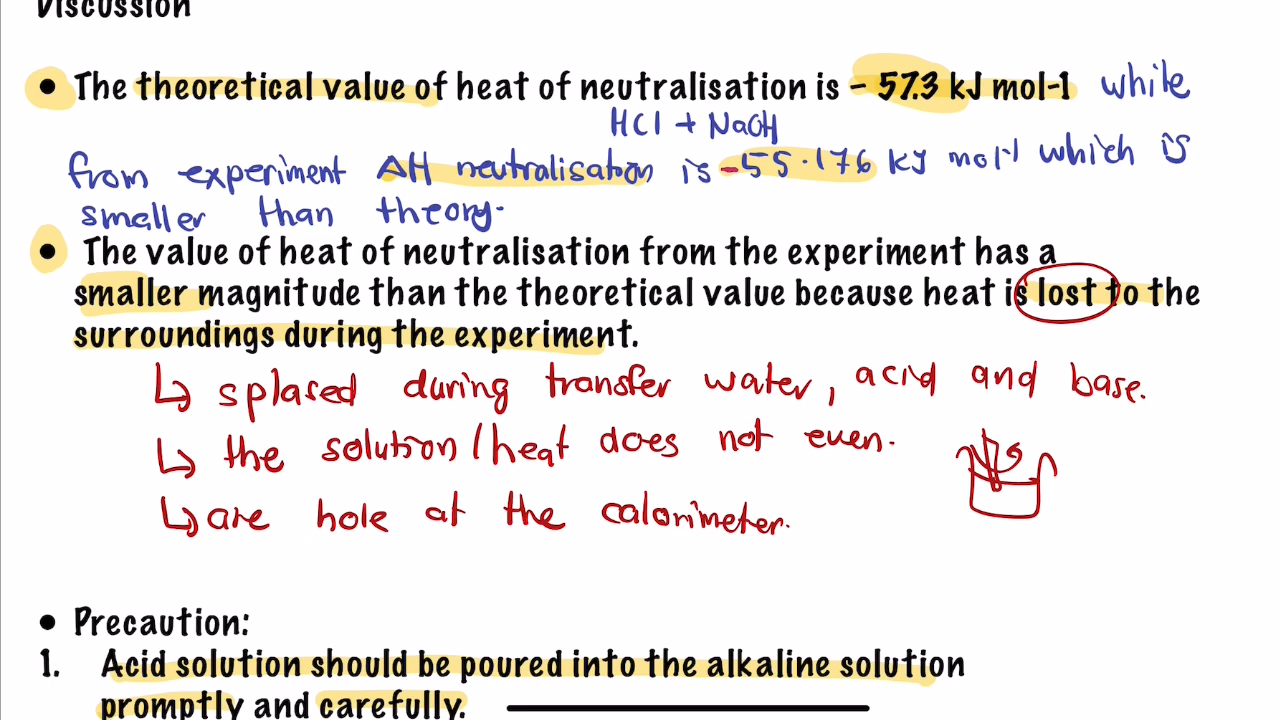 Discussion
• The theoretical value of heat of neutralisation is - 57.3 kJ mol-1 while
HCl + NaOH
from experiment ΔH neutralisation is -55.176 kJ mol-1 which is
smaller than theory.
• The value of heat of neutralisation from the experiment has a
smaller magnitude than the theoretical value because heat is lost to the
surroundings during the experiment.
↳ splased during transfer water, acid and base.
↳ the solution/heat does not even.
↳ are hole at the calorimeter.
• Precaution:
1. Acid solution should be poured into the alkaline solution
promptly and carefully.